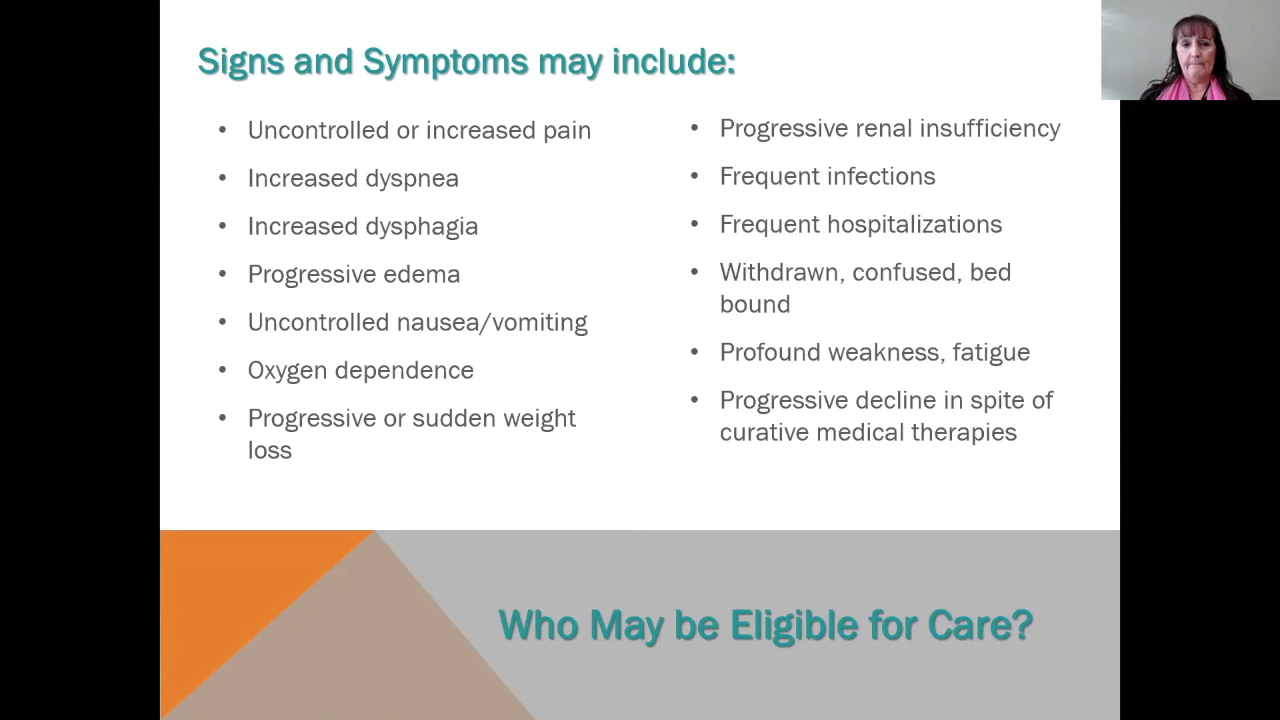 Signs and Symptoms may include:
• Uncontrolled or increased pain
• Increased dyspnea
• Increased dysphagia
• Progressive edema
• Uncontrolled nausea/vomiting
• Oxygen dependence
• Progressive or sudden weight
loss
• Progressive renal insufficiency
• Frequent infections
• Frequent hospitalizations
• Withdrawn, confused, bed
bound
• Profound weakness, fatigue
• Progressive decline in spite of
curative medical therapies
Who May be Eligible for Care?